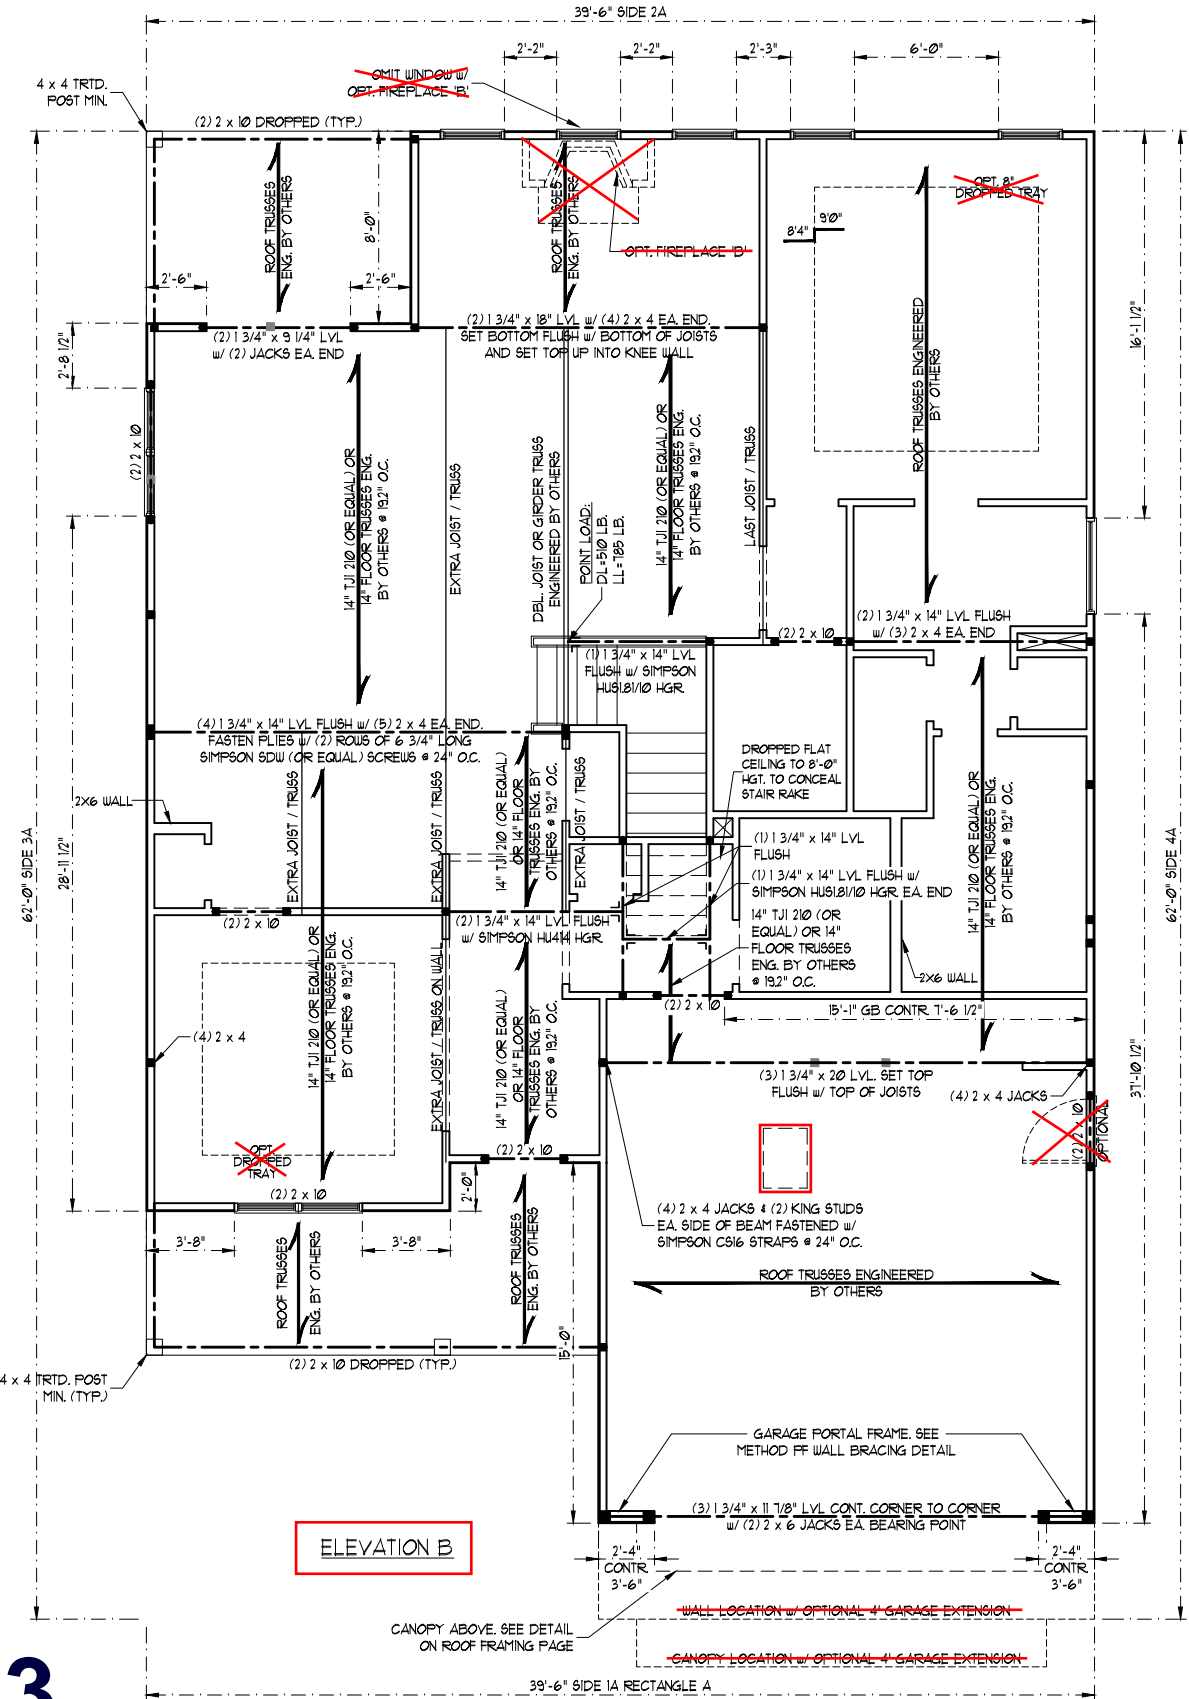 39'-6" SIDE 2A
2'-2"
2'-2"
2'-3"
6'-0"
OMIT WINDOW w/
OPT. FIREPLACE 'B'
4 x 4 TRTD.
POST MIN.
(2) 2 x 10 DROPPED (TYP.)
ROOF TRUSSES
ENG. BY OTHERS
8'-0"
ROOF TRUSSES
ENG. BY OTHERS
OPT. FIREPLACE 'B'
OPT. 8"
DROPPED TRAY
9'0"
8'4"
ROOF TRUSSES ENGINEERED
BY OTHERS
16'-1 1/2"
2'-6"
2'-6"
(2) 1 3/4" x 9 1/4" LVL
w/ (2) JACKS EA. END
(2) 1 3/4" x 18" LVL w/ (4) 2 x 4 EA. END.
SET BOTTOM FLUSH w/ BOTTOM OF JOISTS
AND SET TOP UP INTO KNEE WALL
2'-8 1/2"
(2) 2 x 10
14" TJI 210 (OR EQUAL) OR
14" FLOOR TRUSSES ENG.
BY OTHERS @ 19.2" O.C.
EXTRA JOIST / TRUSS
DBL. JOIST OR GIRDER TRUSS
ENGINEERED BY OTHERS
POINT LOAD:
DL=510 LB.
LL=785 LB.
14" TJI 210 (OR EQUAL) OR
14" FLOOR TRUSSES ENG.
BY OTHERS @ 19.2" O.C.
LAST JOIST / TRUSS
(2) 1 3/4" x 14" LVL FLUSH
w/ (3) 2 x 4 EA. END
(2) 2 x 10
(1) 1 3/4" x 14" LVL
FLUSH w/ SIMPSON
HUS1.81/10 HGR.
(4) 1 3/4" x 14" LVL FLUSH w/ (5) 2 x 4 EA. END.
FASTEN PLIES w/ (2) ROWS OF 6 3/4" LONG
SIMPSON SDW (OR EQUAL) SCREWS @ 24" O.C.
DROPPED FLAT
CEILING TO 8'-0"
HGT. TO CONCEAL
STAIR RAKE
2X6 WALL
62'-0" SIDE 3A
28'-11 1/2"
EXTRA JOIST / TRUSS
EXTRA JOIST / TRUSS
14" TJI 210 (OR EQUAL)
OR 14" FLOOR
TRUSSES ENG. BY
OTHERS @ 19.2" O.C.
EXTRA JOIST / TRUSS
(1) 1 3/4" x 14" LVL
FLUSH
(1) 1 3/4" x 14" LVL FLUSH w/
SIMPSON HUS1.81/10 HGR. EA. END
14" TJI 210 (OR
EQUAL) OR 14"
FLOOR TRUSSES
ENG. BY OTHERS
@ 19.2" O.C.
14" TJI 210 (OR EQUAL) OR
14" FLOOR TRUSSES ENG.
BY OTHERS @ 19.2" O.C.
62'-0" SIDE 4A
(2) 2 x 10
(2) 1 3/4" x 14" LVL FLUSH
w/ SIMPSON HU414 HGR.
2X6 WALL
(2) 2 x 10
15'-1" GB CONTR. 7'-6 1/2"
14" TJI 210 (OR EQUAL) OR
14" FLOOR TRUSSES ENG.
BY OTHERS @ 19.2" O.C.
EXTRA JOIST / TRUSS ON WALL
14" TJI 210 (OR EQUAL)
OR 14" FLOOR
TRUSSES ENG. BY
OTHERS @ 19.2" O.C.
(4) 2 x 4
(3) 1 3/4" x 20 LVL. SET TOP
FLUSH w/ TOP OF JOISTS
(4) 2 x 4 JACKS
37'-10 1/2"
(2) 2 x 10
OPTIONAL
OPT.
DROPPED
TRAY
(2) 2 x 10
(2) 2 x 10
2'-0"
(4) 2 x 4 JACKS & (2) KING STUDS
EA. SIDE OF BEAM FASTENED w/
SIMPSON CS16 STRAPS @ 24" O.C.
3'-8"
3'-8"
ROOF TRUSSES
ENG. BY OTHERS
ROOF TRUSSES
ENG. BY OTHERS
ROOF TRUSSES ENGINEERED
BY OTHERS
15'-0"
(2) 2 x 10 DROPPED (TYP.)
4 x 4 TRTD. POST
MIN. (TYP.)
GARAGE PORTAL FRAME. SEE
METHOD PF WALL BRACING DETAIL
(3) 1 3/4" x 11 7/8" LVL CONT. CORNER TO CORNER
w/ (2) 2 x 6 JACKS EA. BEARING POINT
ELEVATION B
2'-4"
CONTR.
3'-6"
2'-4"
CONTR.
3'-6"
WALL LOCATION w/ OPTIONAL 4' GARAGE EXTENSION
CANOPY ABOVE. SEE DETAIL
ON ROOF FRAMING PAGE
CANOPY LOCATION w/ OPTIONAL 4' GARAGE EXTENSION
3
39'-6" SIDE 1A RECTANGLE A